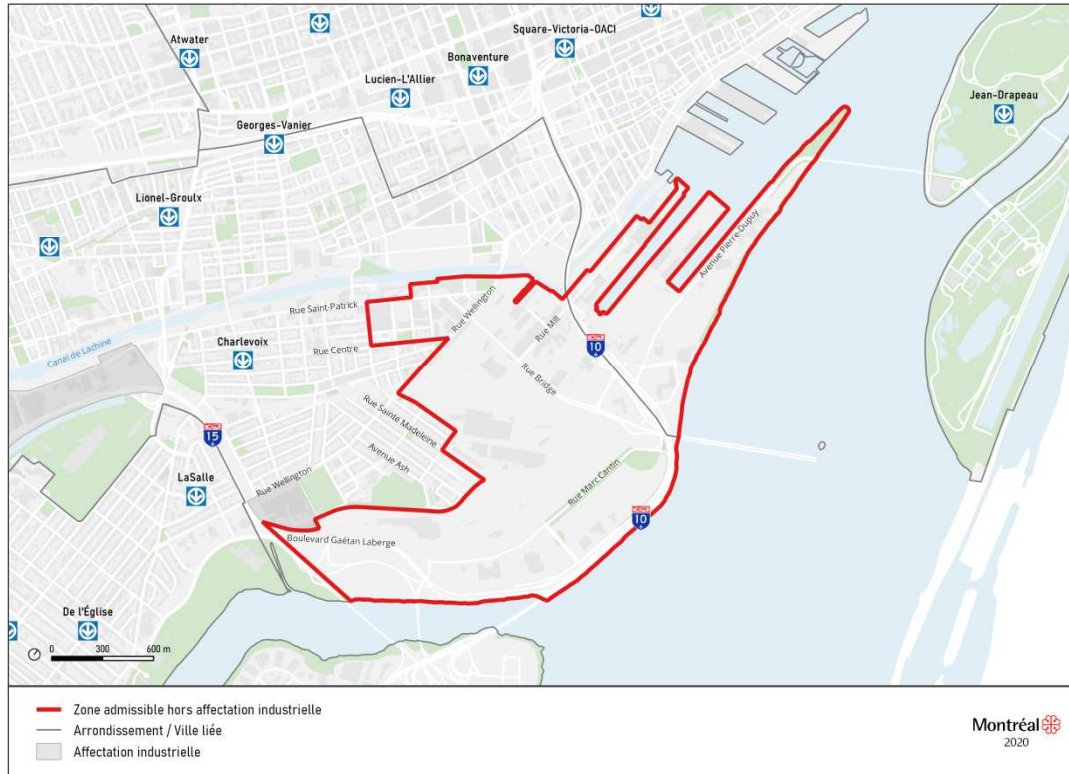 Atwater
Square-Victoria-OACI
Bonaventure
Lucien-L'Allier
Jean-Drapeau
Georges-Vanier
Lionel-Groulx
Avenue Pierre-Dupuy
Rue Saint-Patrick
Rue Wellington
Rue Mill
Canal de Lachine
Charlevoix
Rue Centre
10
Rue Bridge
Rue Sainte Madeleine
15
Avenue Ash
LaSalle
Rue Wellington
Rue Marc Cantin
10
Boulevard Gaétan Laberge
De l'Église
0 300 600 m
Zone admissible hors affectation industrielle
Arrondissement / Ville liée
Affectation industrielle
Montréal
2020